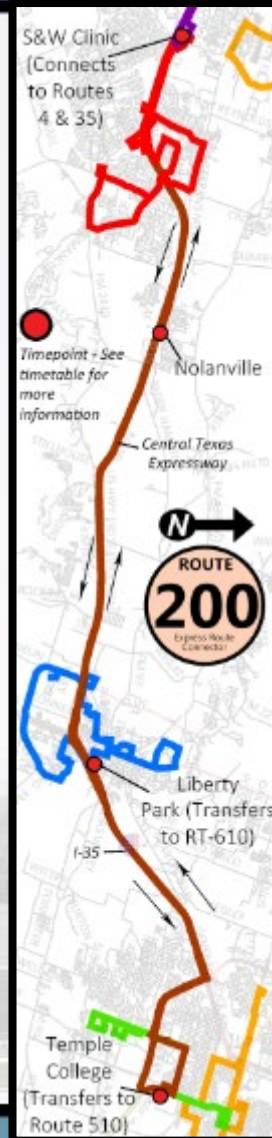 S&W Clinic
(Connects
to Routes
4 & 35)
Timepoint - See
timetable for
more
information
Nolanville
Central Texas
Expressway
N
ROUTE
200
Express Route
Connector
Liberty
Park (Transfers
to RT-610)
I-35
Temple
College
(Transfers to
Route 510)